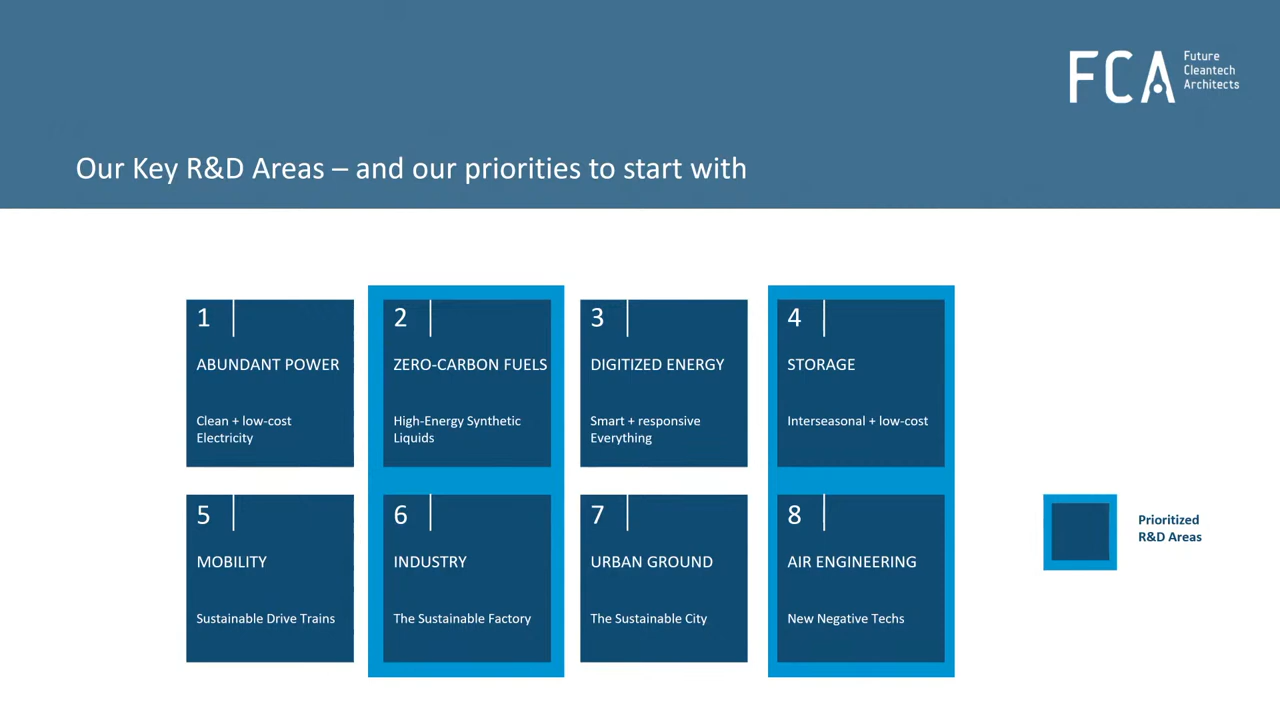 FCA
Future
Cleantech
Architects
Our Key R&D Areas – and our priorities to start with
1
ABUNDANT POWER
Clean + low-cost
Electricity
2
ZERO-CARBON FUELS
High-Energy Synthetic
Liquids
3
DIGITIZED ENERGY
Smart + responsive
Everything
4
STORAGE
Interseasonal + low-cost
5
MOBILITY
Sustainable Drive Trains
6
INDUSTRY
The Sustainable Factory
7
URBAN GROUND
The Sustainable City
8
AIR ENGINEERING
New Negative Techs
Prioritized
R&D Areas